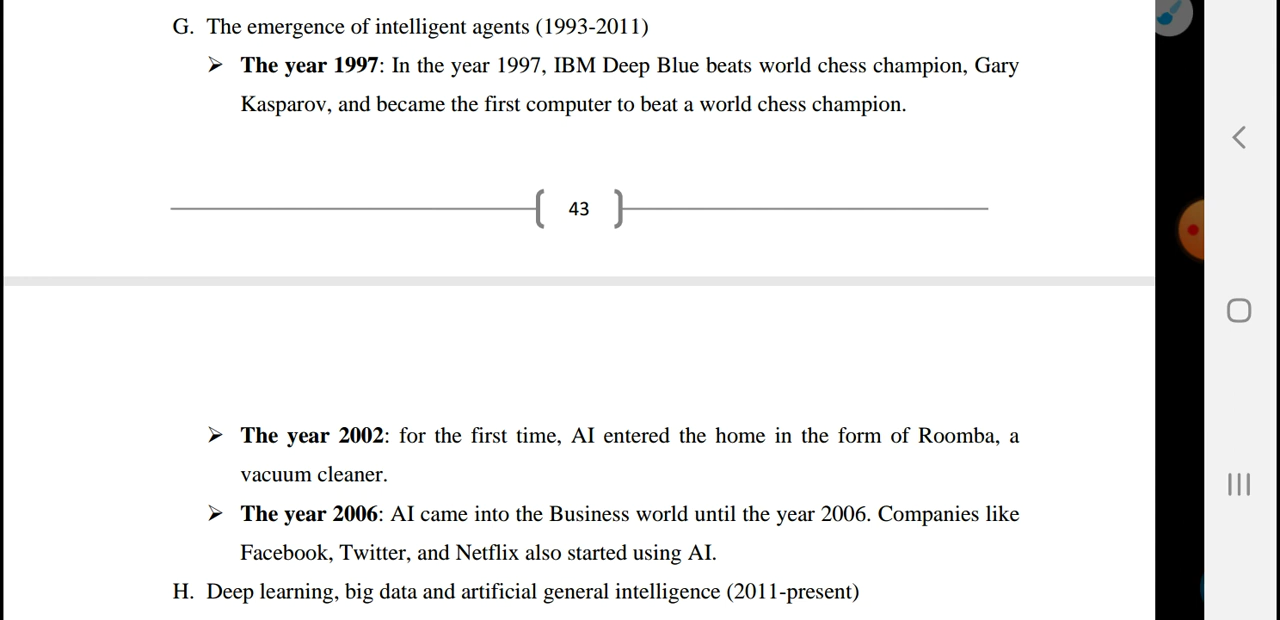 G. The emergence of intelligent agents (1993-2011)
➢ The year 1997: In the year 1997, IBM Deep Blue beats world chess champion, Gary
Kasparov, and became the first computer to beat a world chess champion.
43
➢ The year 2002: for the first time, AI entered the home in the form of Roomba, a
vacuum cleaner.
➢ The year 2006: AI came into the Business world until the year 2006. Companies like
Facebook, Twitter, and Netflix also started using AI.
H. Deep learning, big data and artificial general intelligence (2011-present)